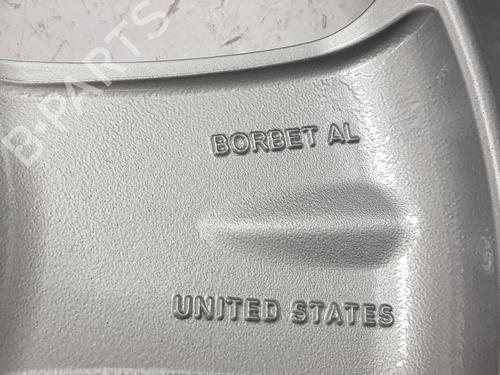 B-PARTS
BORBET AL
UNITED STATES